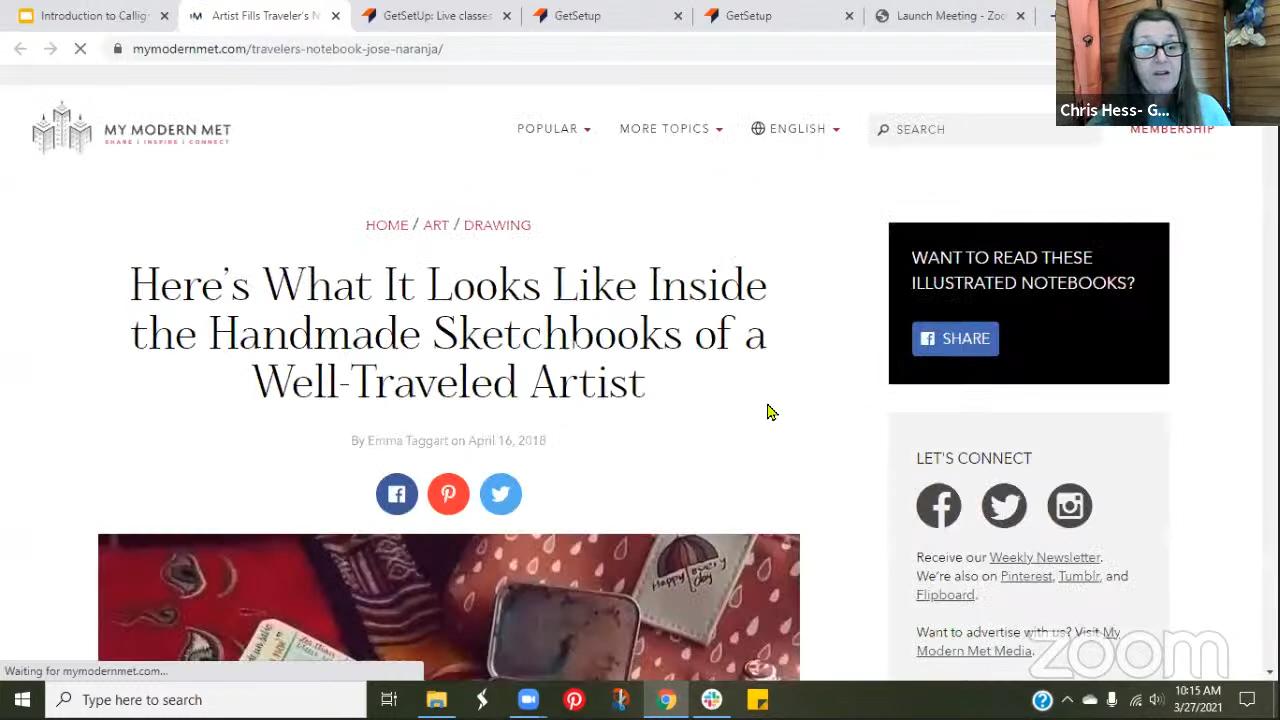 Introduction to Callig
Artist Fills Traveler's N
GetSetUp: Live classes
GetSetup
GetSetup
Launch Meeting - Zoo
mymodernmet.com/travelers-notebook-jose-naranja/
Chris Hess- G...
MY MODERN MET
SHARE | INSPIRE | CONNECT
POPULAR
MORE TOPICS
ENGLISH
SEARCH
MEMBERSHIP
HOME / ART / DRAWING
Here's What It Looks Like Inside
the Handmade Sketchbooks of a
Well-Traveled Artist
By Emma Taggart on April 16, 2018
WANT TO READ THESE
ILLUSTRATED NOTEBOOKS?
SHARE
LET'S CONNECT
Receive our Weekly Newsletter.
We're also on Pinterest, Tumblr, and
Flipboard.
Want to advertise with us? Visit My
Modern Met Media.
zoom
Waiting for mymodernmet.com...
Type here to search
10:15 AM
3/27/2021